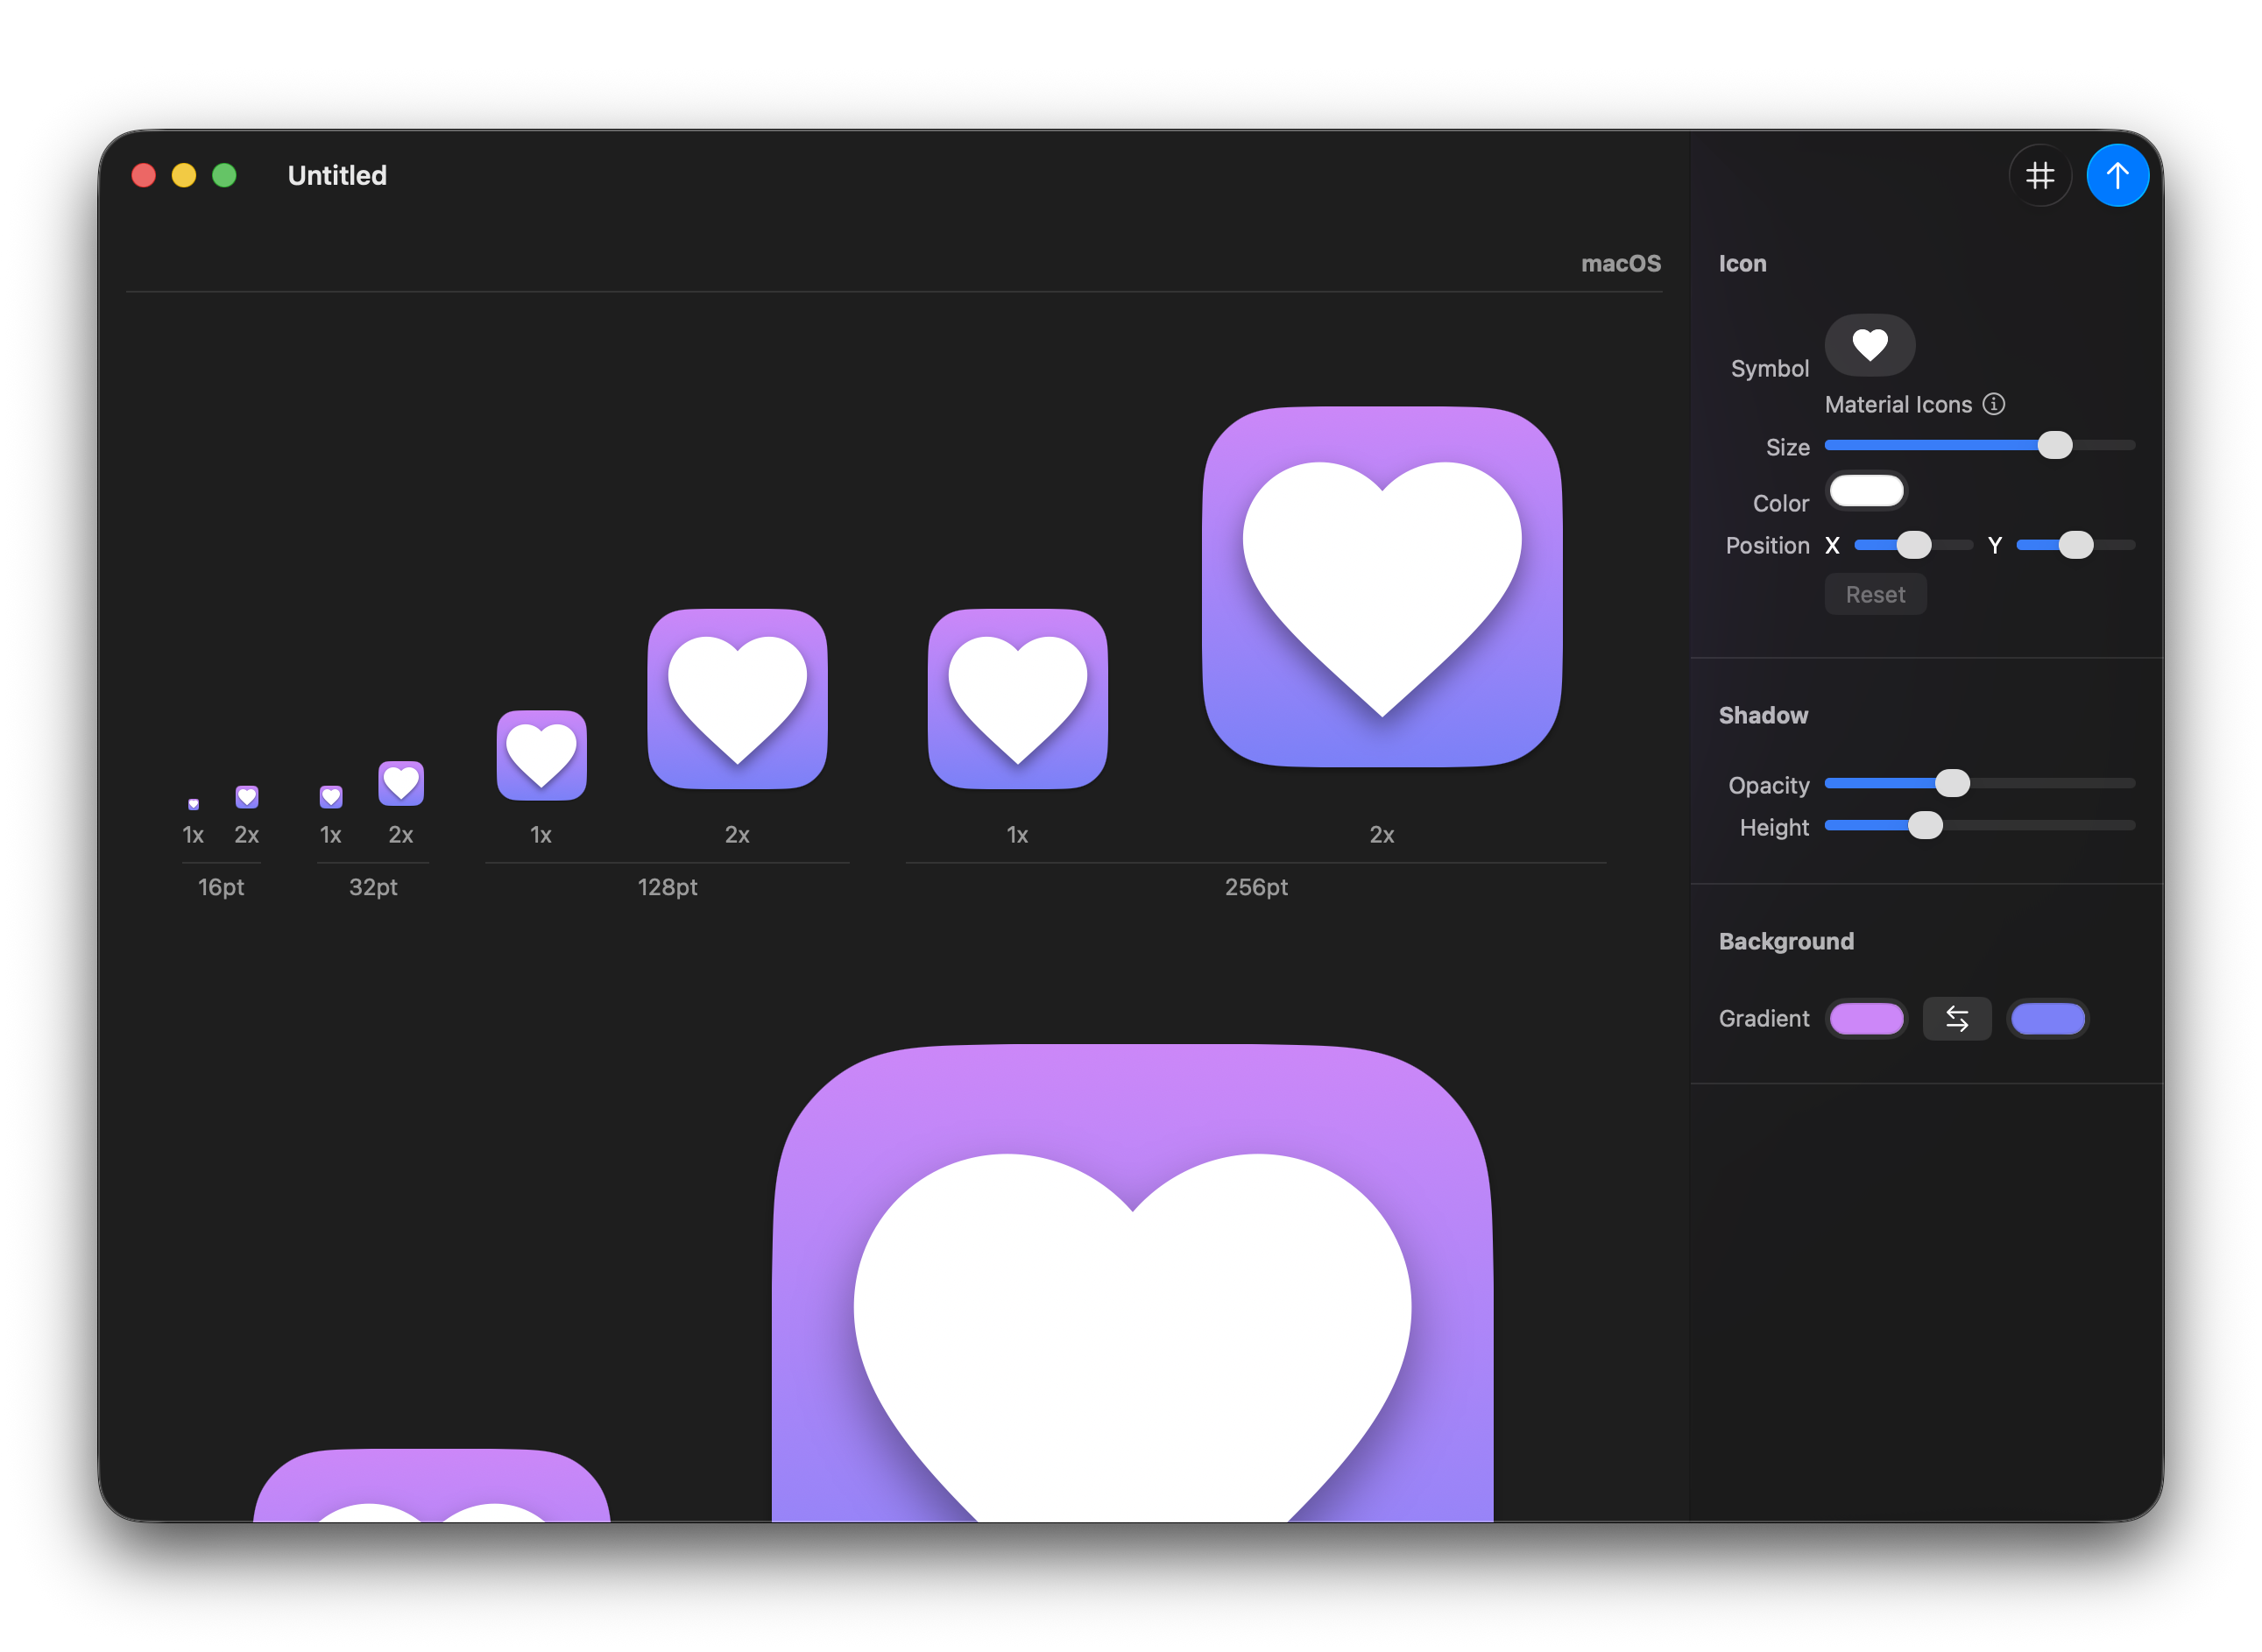 Untitled
macOS
1x 2x 1x 2x 1x 2x 1x 2x
16pt 32pt 128pt 256pt
Icon
Symbol
Material Icons
Size
Color
Position X Y
Reset
Shadow
Opacity
Height
Background
Gradient